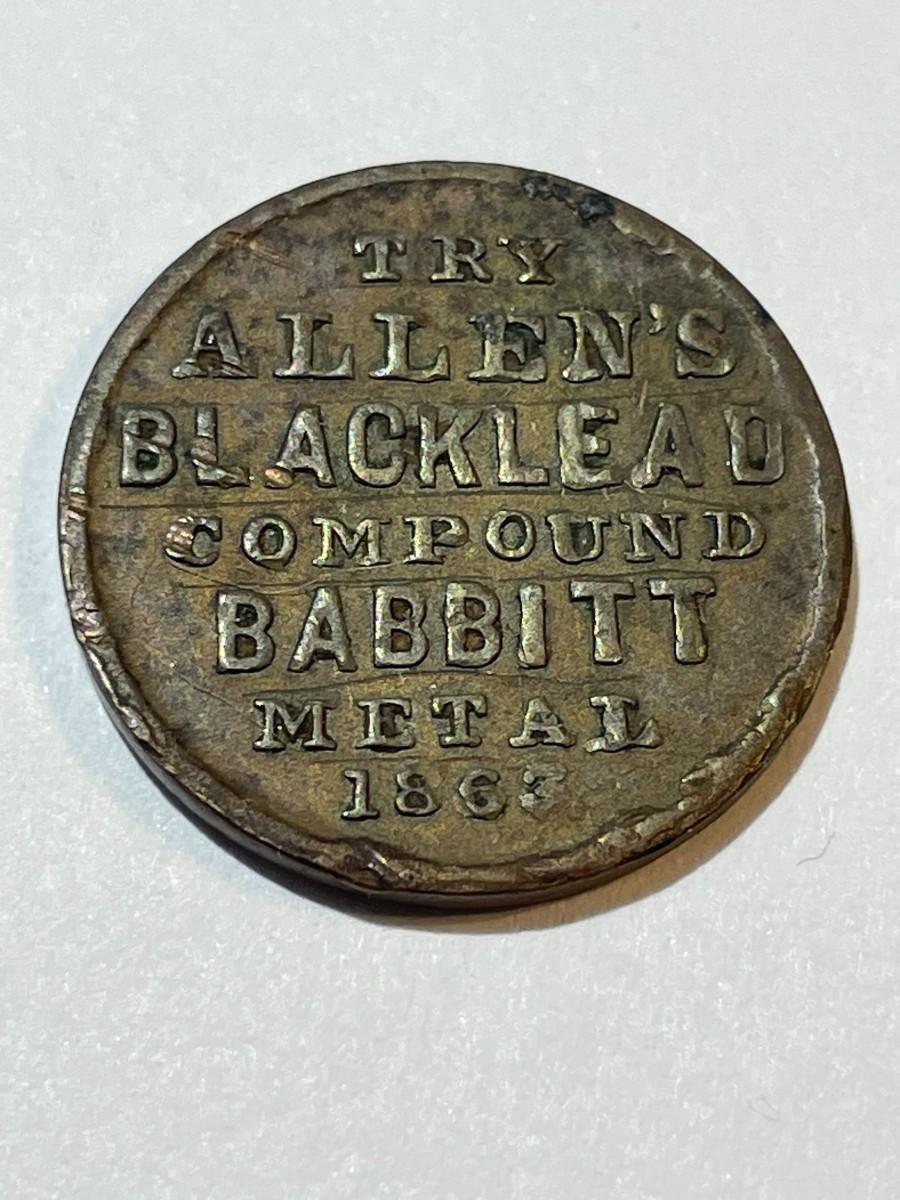 TRY
ALLEN'S
BLACKLEAD
COMPOUND
BABBITT
METAL
1863